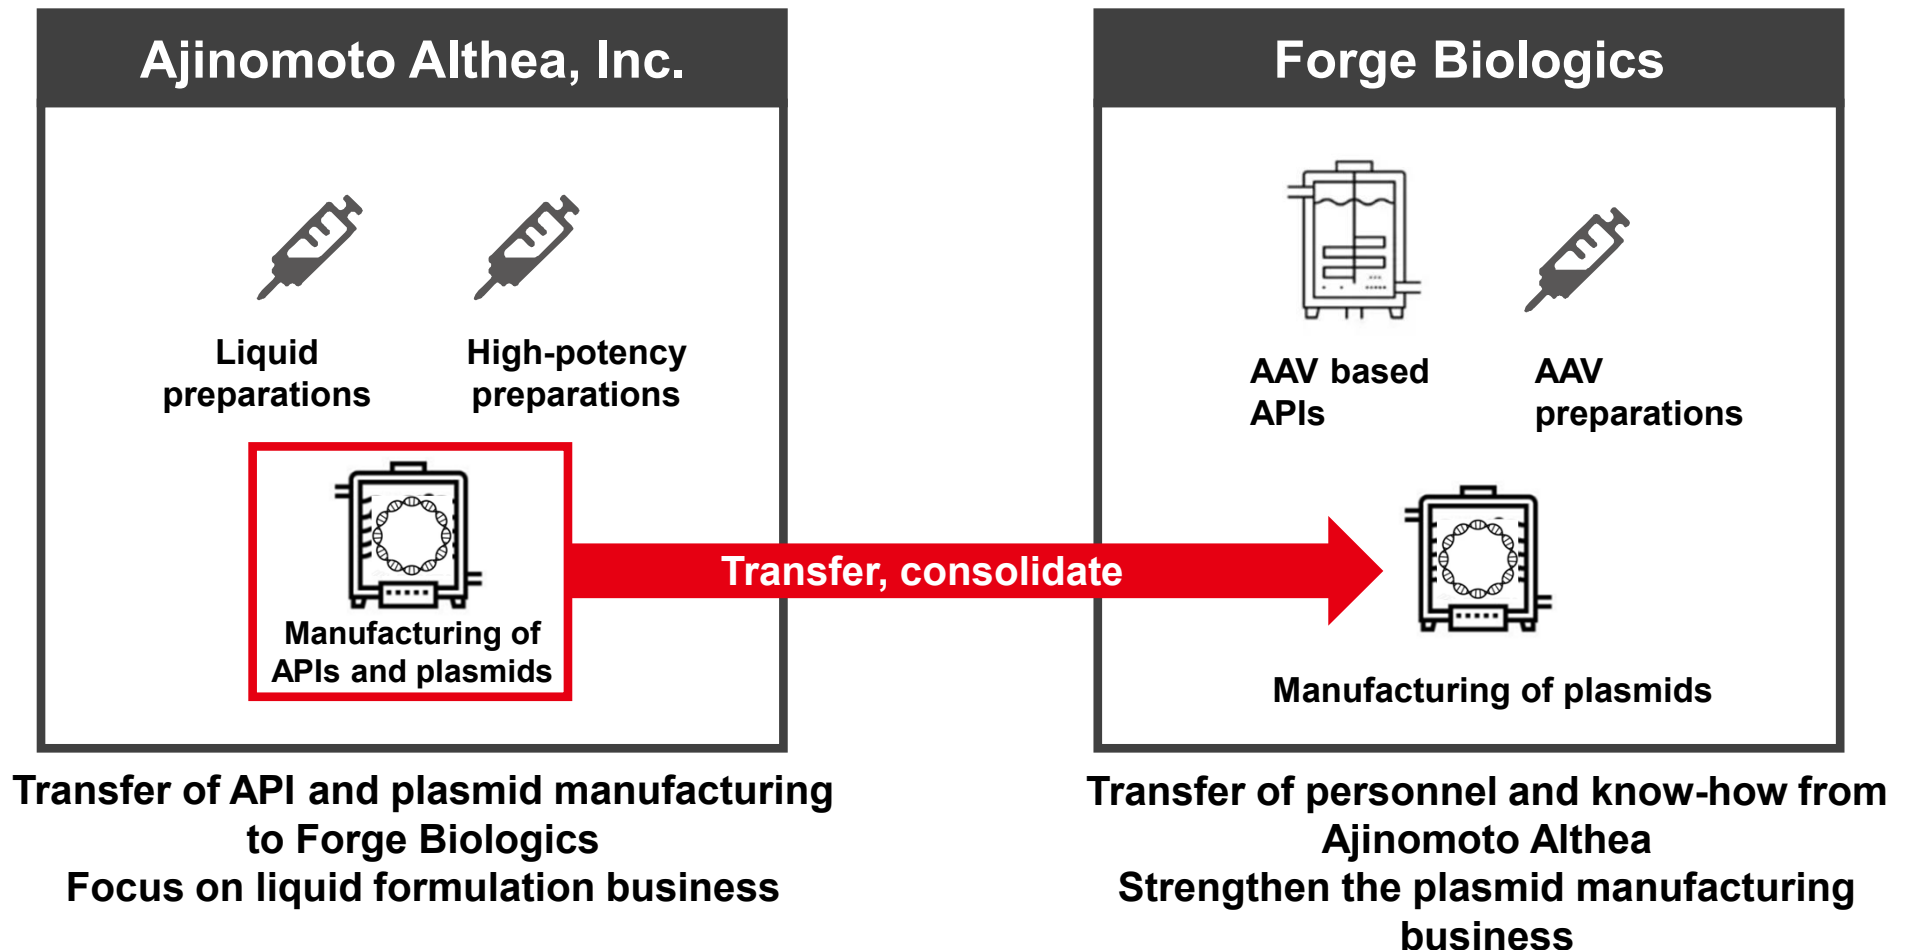 Ajinomoto Althea, Inc.
Liquid
preparations
High-potency
preparations
Manufacturing of
APIs and plasmids
Transfer, consolidate
Forge Biologics
AAV based
APIs
AAV
preparations
Manufacturing of plasmids
Transfer of API and plasmid manufacturing
to Forge Biologics
Focus on liquid formulation business
Transfer of personnel and know-how from
Ajinomoto Althea
Strengthen the plasmid manufacturing
business